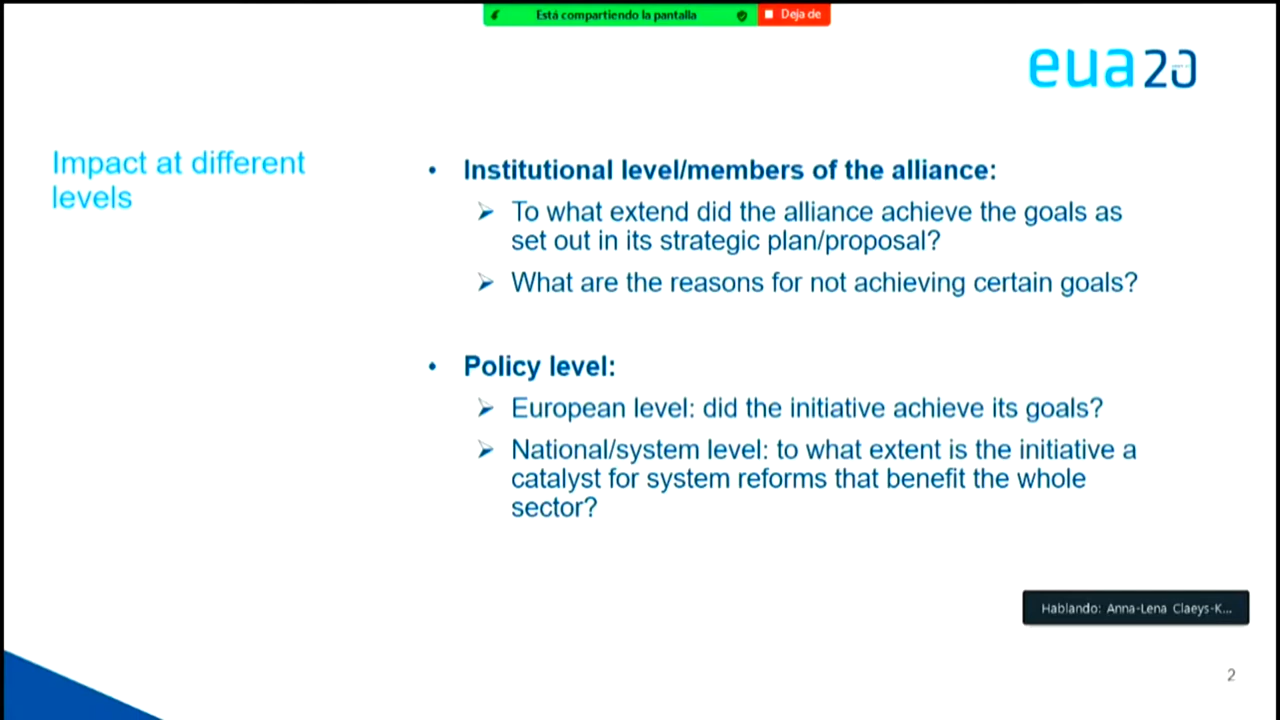 Está compartiendo la pantalla
Deja de
eua20
Impact at different
levels
• Institutional level/members of the alliance:
➢ To what extend did the alliance achieve the goals as
set out in its strategic plan/proposal?
➢ What are the reasons for not achieving certain goals?
• Policy level:
➢ European level: did the initiative achieve its goals?
➢ National/system level: to what extent is the initiative a
catalyst for system reforms that benefit the whole
sector?
Hablando: Anna-Lena Claeys-K...
2